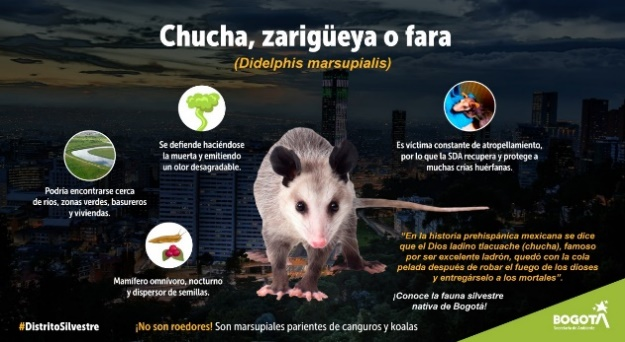 Chucha, zarigüeya o fara
(Didelphis marsupialis)
Se defiende haciéndose
la muerta y emitiendo
un olor desagradable.
Es víctima constante de atropellamiento,
por lo que la SDA recupera y protege a
muchas crías huérfanas.
Podría encontrarse cerca
de ríos, zonas verdes, basureros
y viviendas.
Mamífero omnívoro, nocturno
y dispersor de semillas.
"En la historia prehispánica mexicana se dice
que el Dios ladino tlacuache (chucha), famoso
por ser excelente ladrón, quedó con la cola
pelada después de robar el fuego de los dioses
y entregárselo a los mortales".
¡Conoce la fauna silvestre
nativa de Bogotá!
#DistritoSilvestre
¡No son roedores! Son marsupiales parientes de canguros y koalas
BOGOTÁ